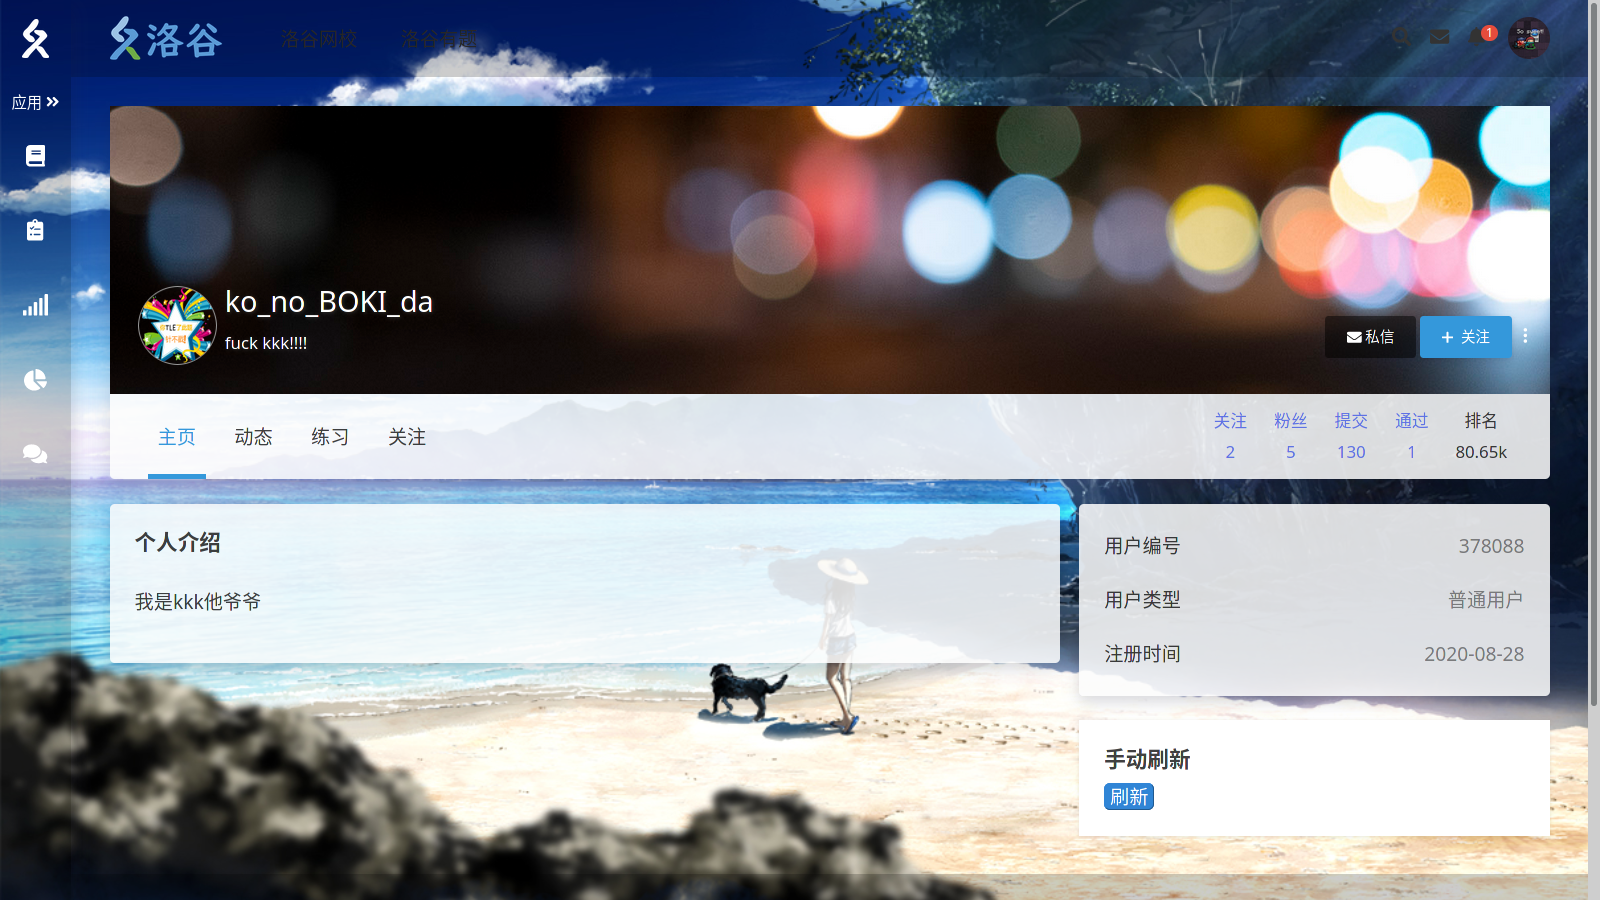 洛谷
洛谷网校
洛谷有题
1
应用
ko_no_BOKI_da
fuck kkk!!!!
私信
+ 关注
主页
动态
练习
关注
关注
粉丝
提交
通过
排名
2
5
130
1
80.65k
个人介绍
我是kkk他爷爷
用户编号
378088
用户类型
普通用户
注册时间
2020-08-28
手动刷新
刷新